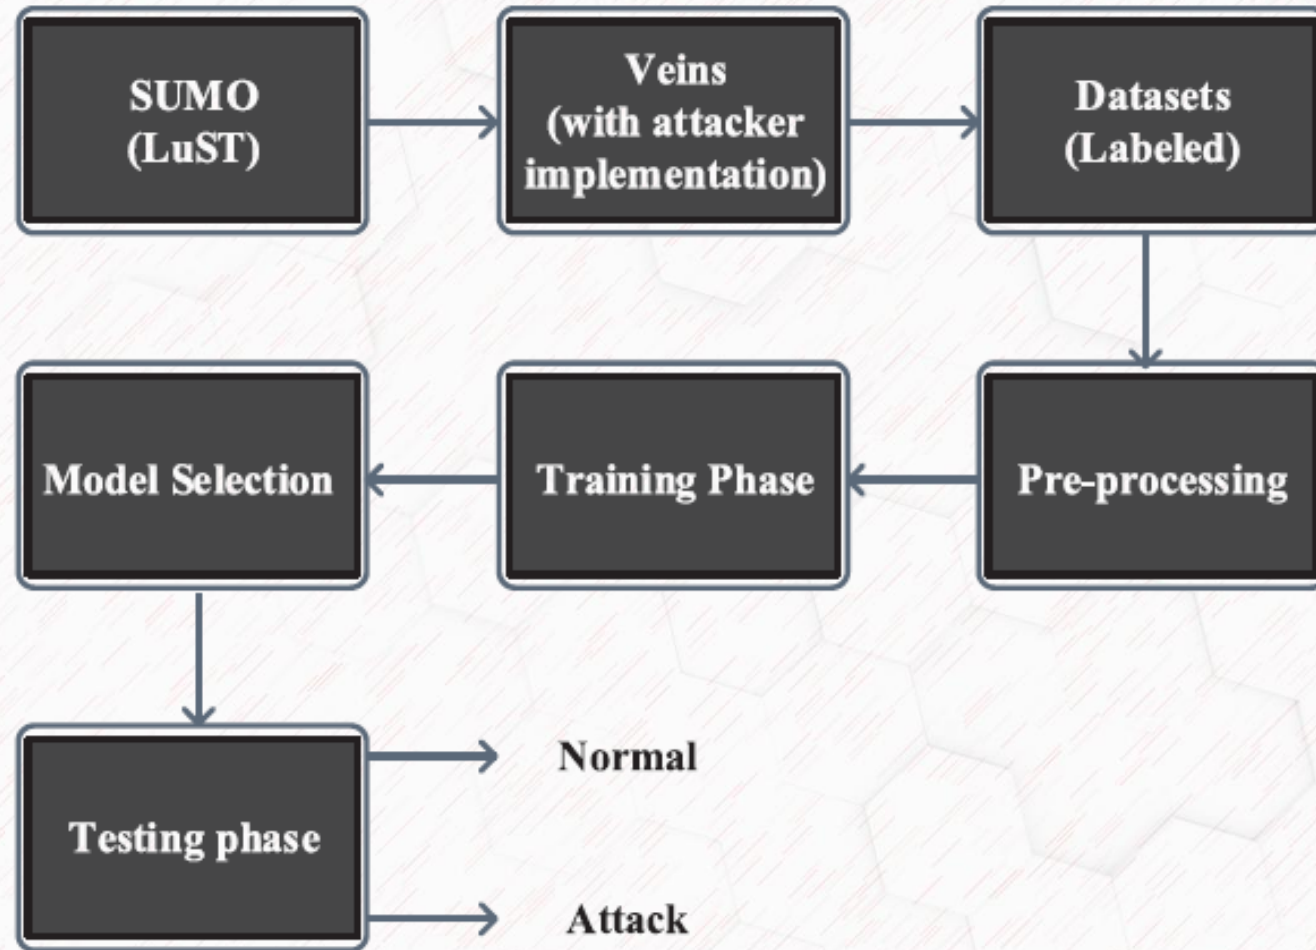 SUMO
(LuST)
Veins
(with attacker
implementation)
Datasets
(Labeled)
Model Selection
Training Phase
Pre-processing
Testing phase
Normal
Attack